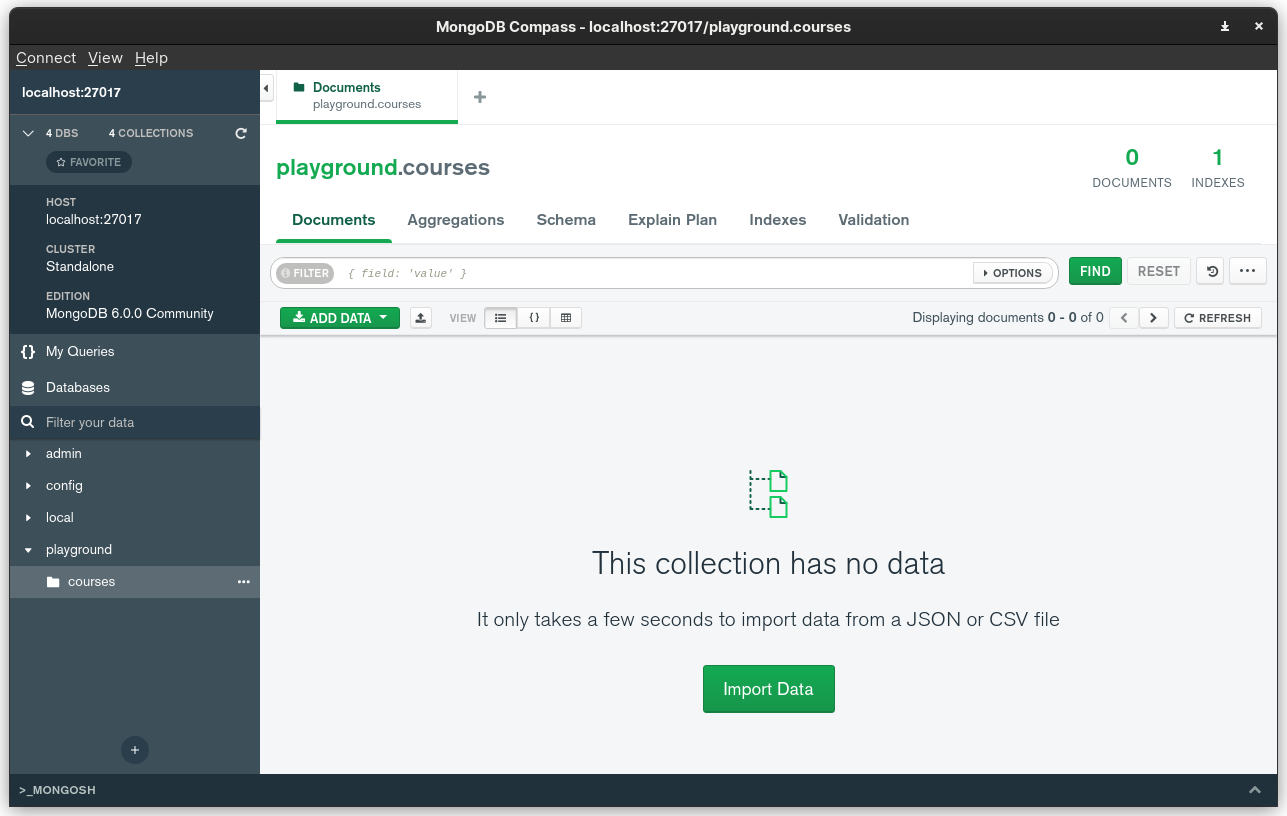 MongoDB Compass - localhost:27017/playground.courses
Connect View Help
localhost:27017
4 DBS 4 COLLECTIONS
FAVORITE
HOST
localhost:27017
CLUSTER
Standalone
EDITION
MongoDB 6.0.0 Community
My Queries
Databases
Filter your data
admin
config
local
playground
courses
Documents
playground.courses
playground.courses
0
DOCUMENTS
1
INDEXES
Documents Aggregations Schema Explain Plan Indexes Validation
FILTER { field: 'value' } OPTIONS FIND RESET
ADD DATA VIEW Displaying documents 0 - 0 of 0 REFRESH
This collection has no data
It only takes a few seconds to import data from a JSON or CSV file
Import Data
>_MONGOSH